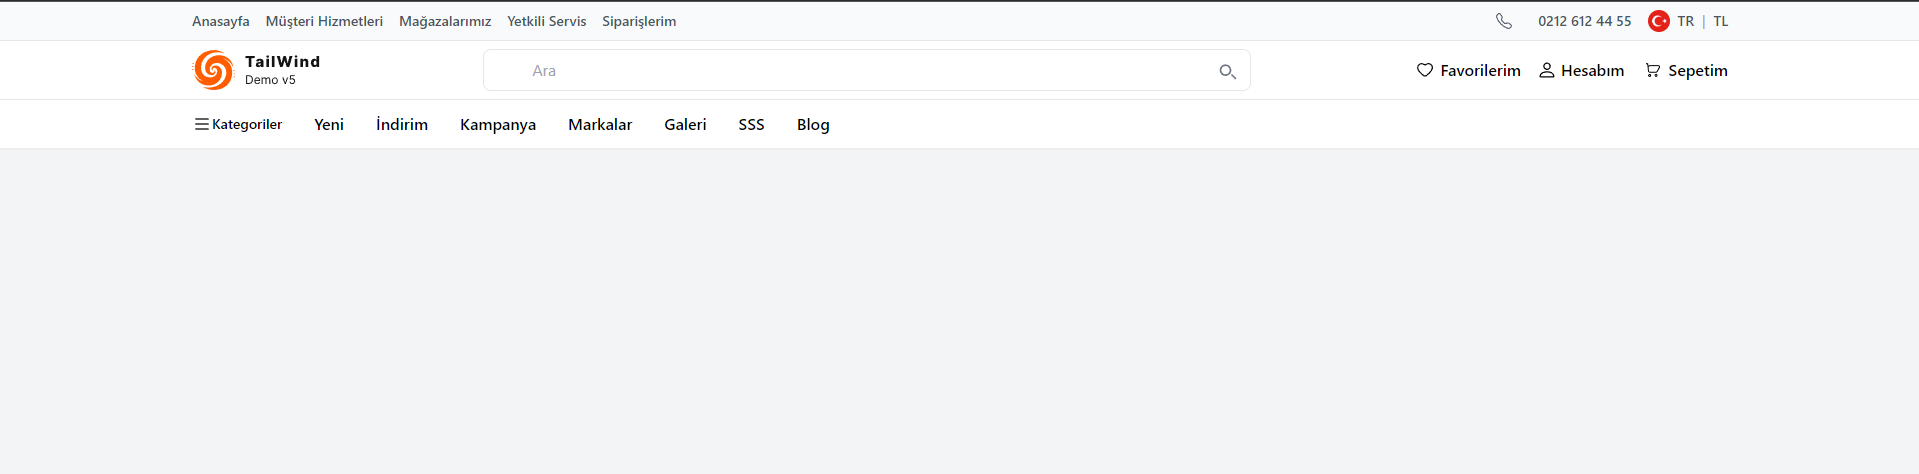 Anasayfa Müşteri Hizmetleri Mağazalarımız Yetkili Servis Siparişlerim 0212 612 44 55 TR | TL
TailWind
Demo v5
Ara
Favorilerim Hesabım Sepetim
Kategoriler Yeni İndirim Kampanya Markalar Galeri SSS Blog